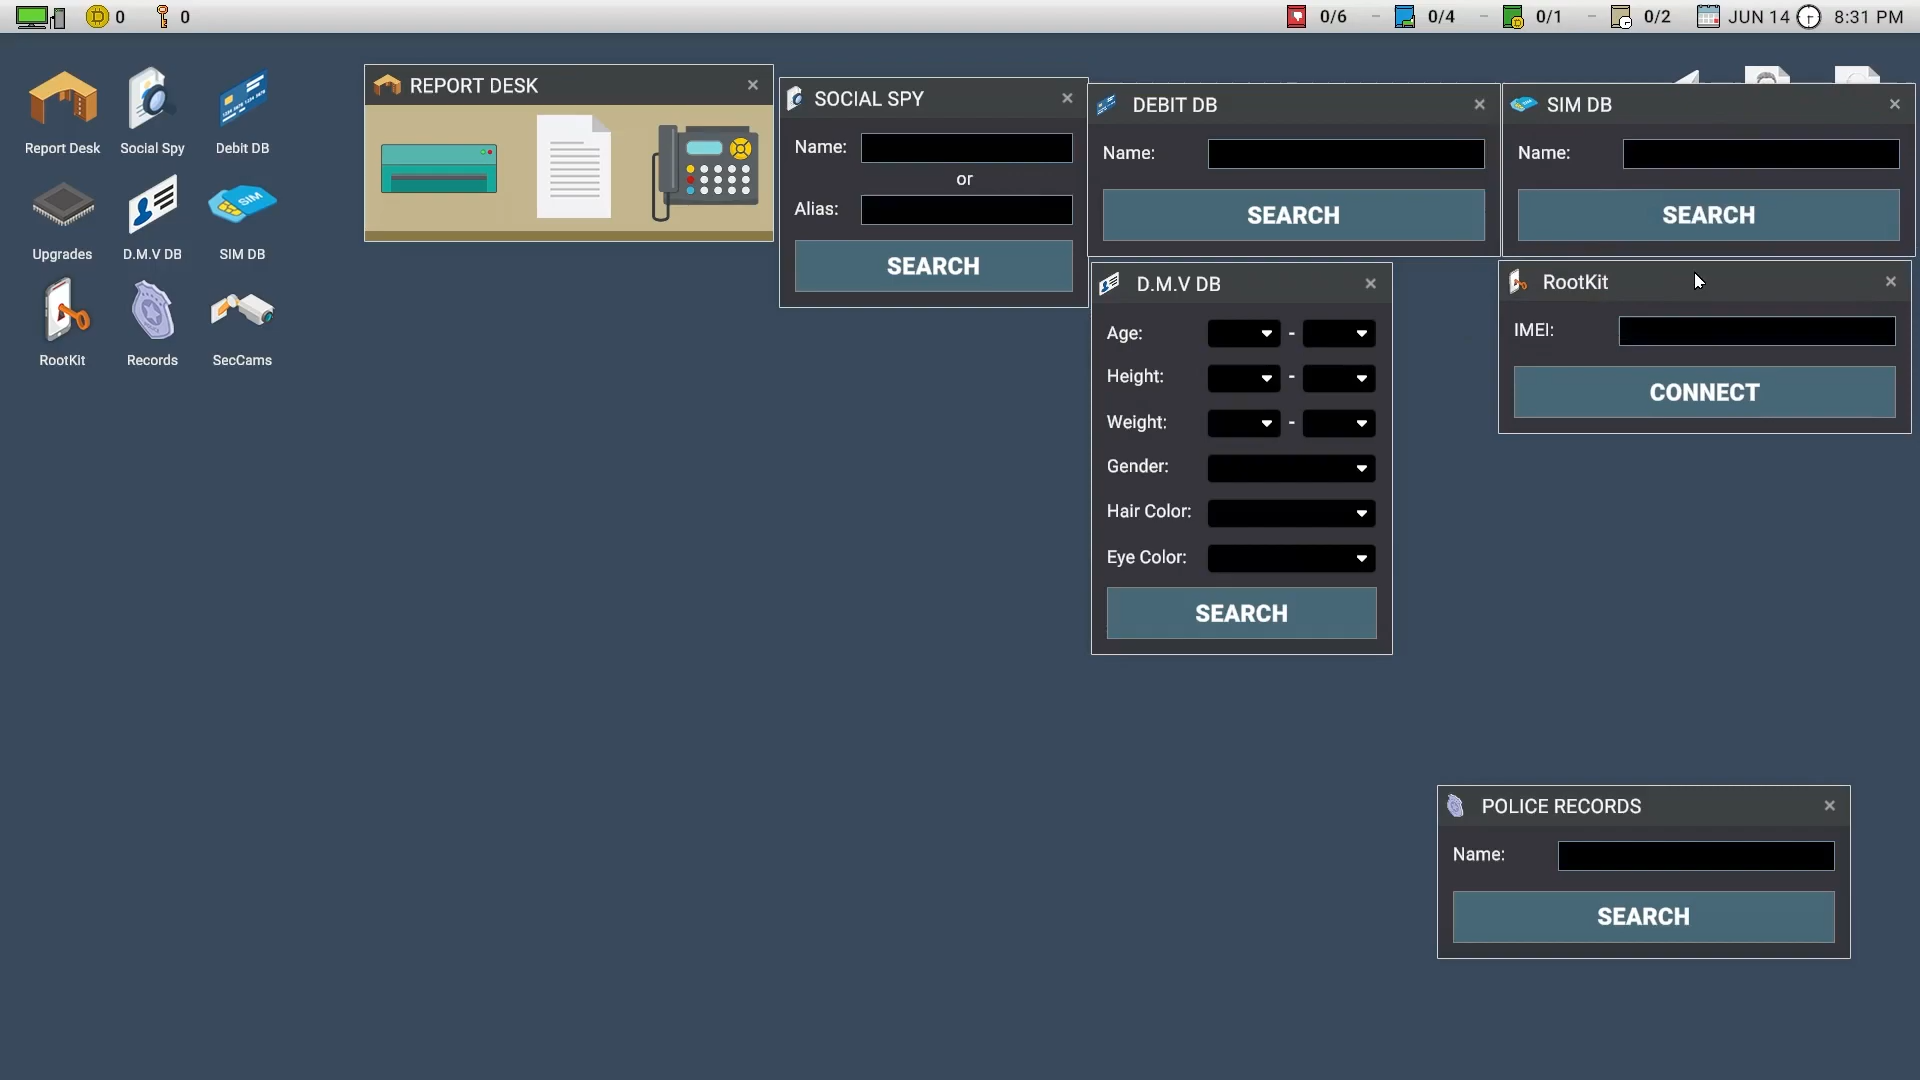 0 0 0/6 - 0/4 - 0/1 - 0/2 JUN 14 8:31 PM
Report Desk Social Spy Debit DB
Upgrades D.M.V DB SIM DB
RootKit Records SecCams
REPORT DESK ×
SOCIAL SPY ×
Name:
or
Alias:
SEARCH
DEBIT DB ×
Name:
SEARCH
SIM DB ×
Name:
SEARCH
D.M.V DB ×
Age: -
Height: -
Weight: -
Gender:
Hair Color:
Eye Color:
SEARCH
RootKit ×
IMEI:
CONNECT
POLICE RECORDS ×
Name:
SEARCH
SIM